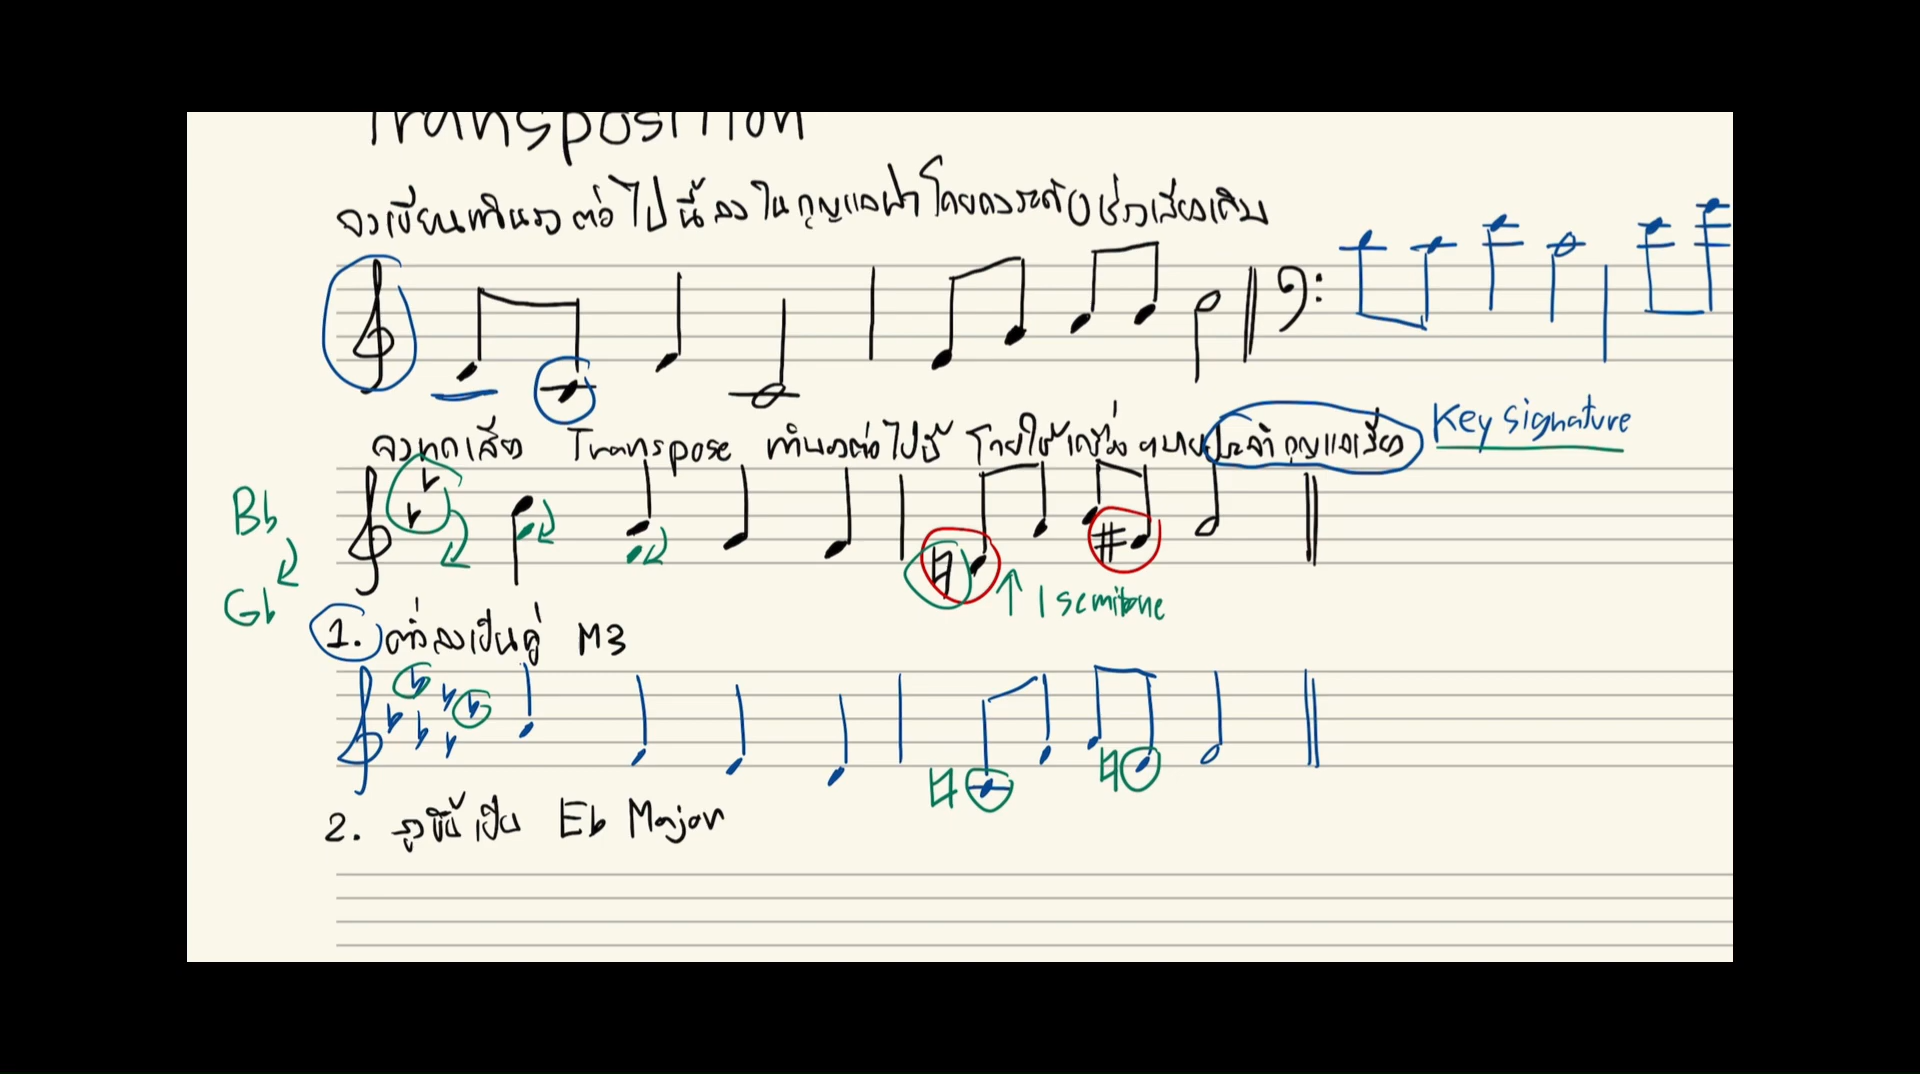 Transposition
จงเขียนทำนองต่อไปนี้ลงในกุญแจฟาโดยคงระดับช่วงเสียงเดิม
จงทดเสียง Transpose ทำนองต่อไปนี้ โดยใช้เครื่องหมายประจำกุญแจเสียง Key signature
Bb
Gb
1 semitone
1. ต่ำลงเป็นคู่ M3
2. สูงขึ้นเป็น Eb Major